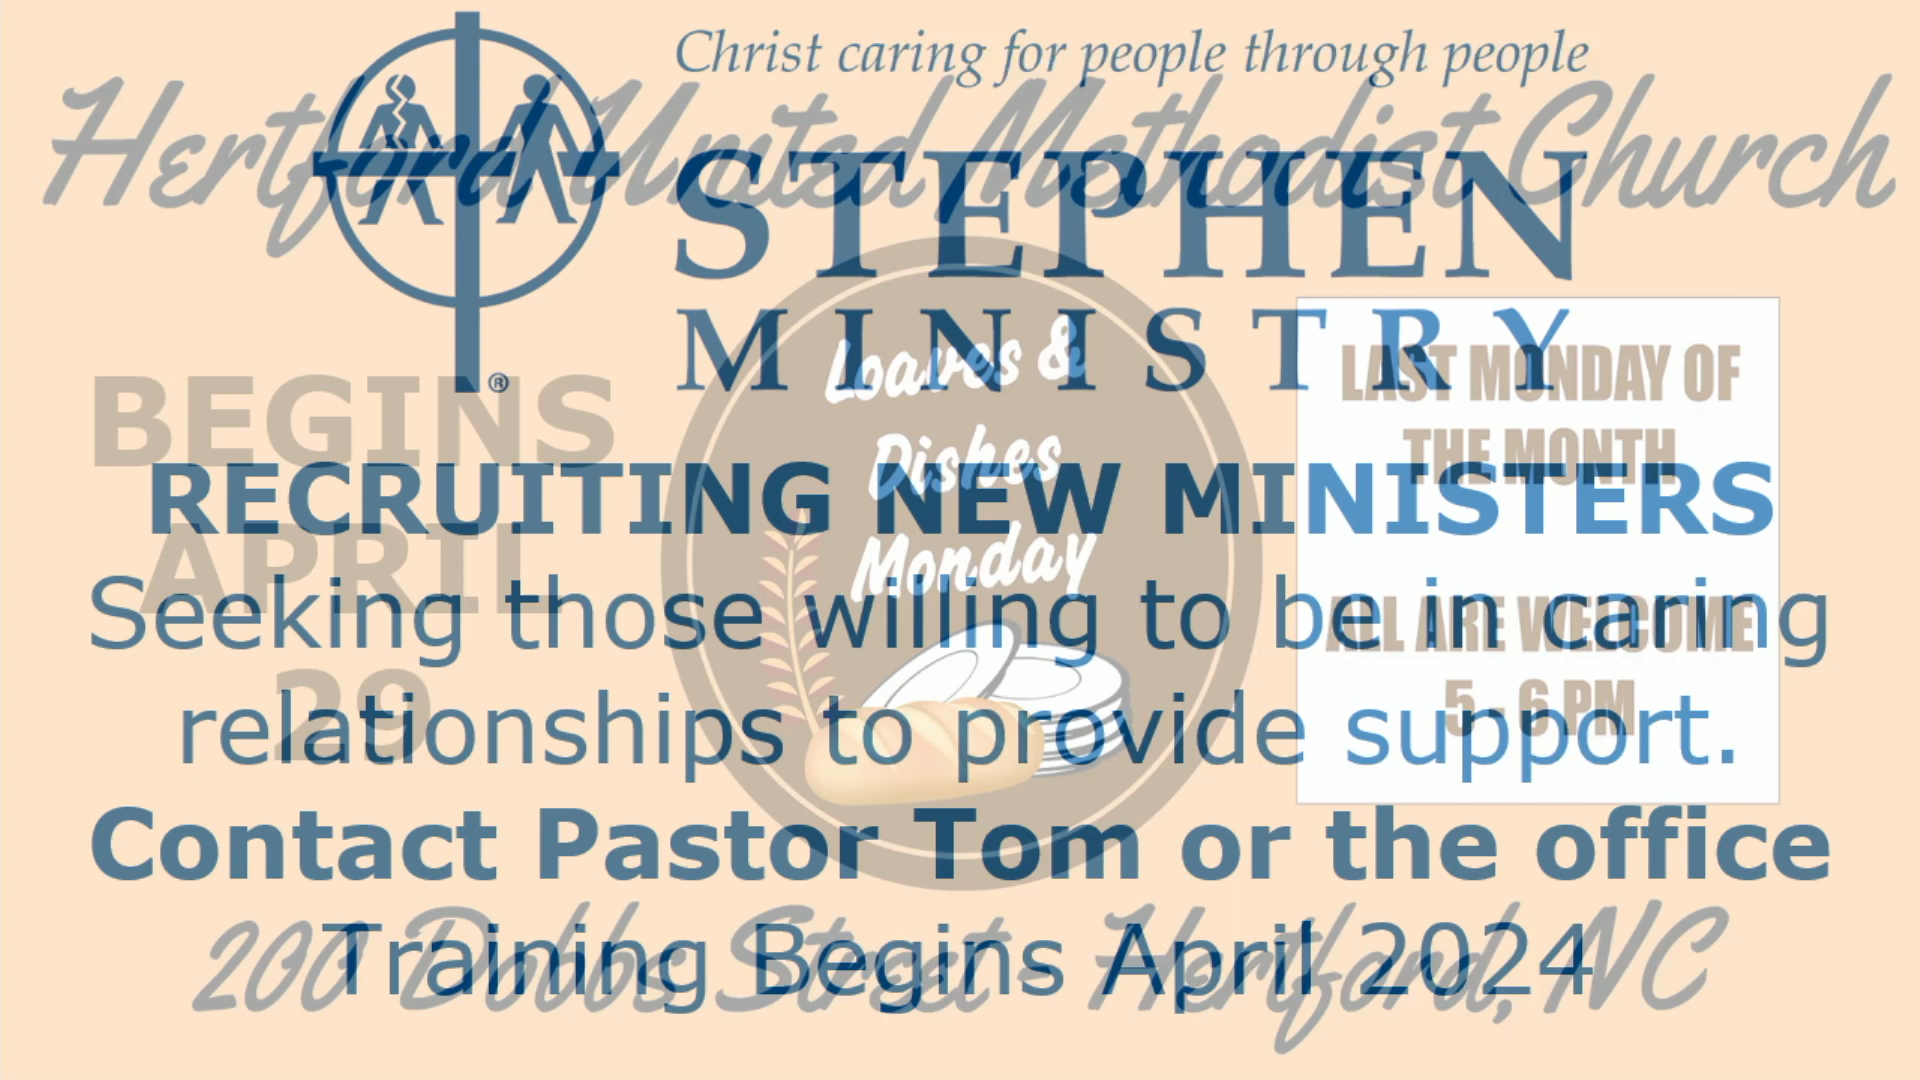 Christ caring for people through people
STEPHEN
MINISTRY
®
RECRUITING NEW MINISTERS
Seeking those willing to be in caring
relationships to provide support.
Contact Pastor Tom or the office
Training Begins April 2024
Hertford United Methodist Church
BEGINS
APRIL
29
Loaves &
Dishes
Monday
LAST MONDAY OF
THE MONTH
ALL ARE WELCOME
5 - 6 PM
200 Dobbs Street - Hertford, NC